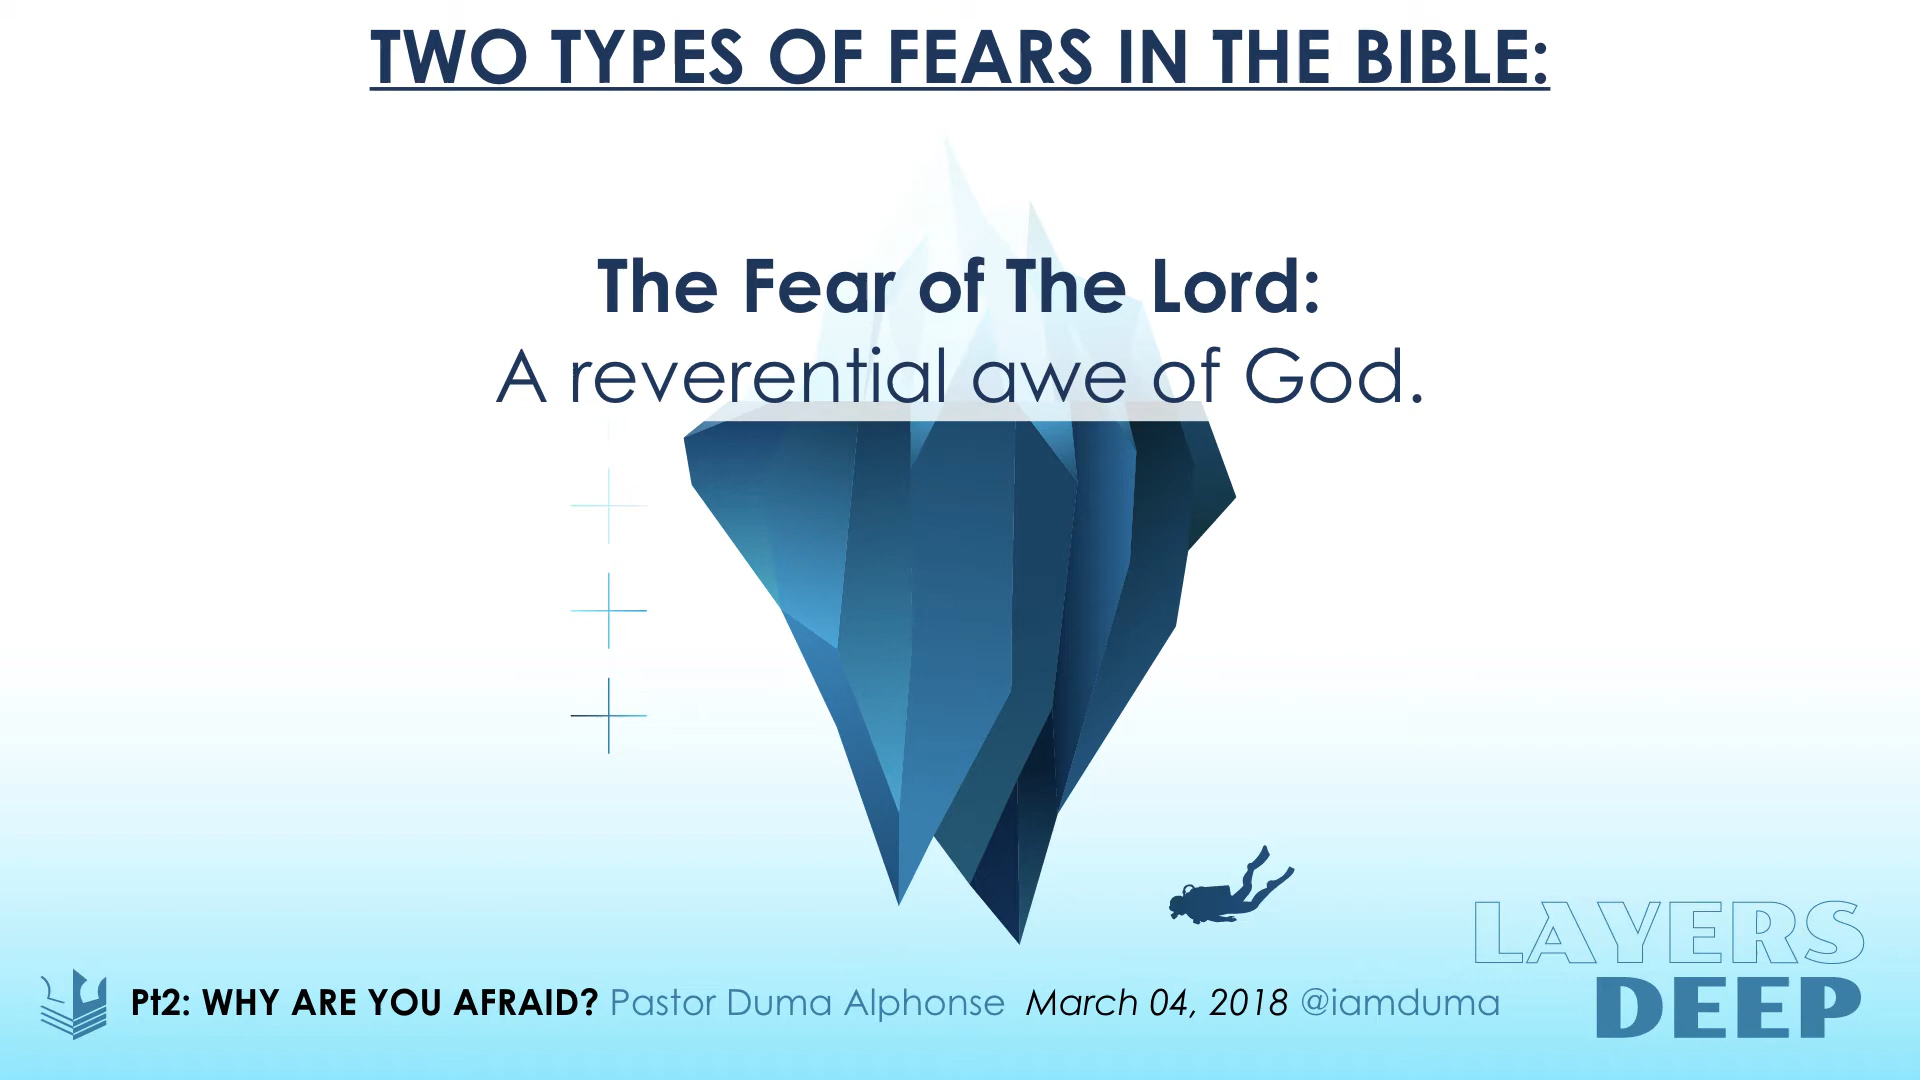 TWO TYPES OF FEARS IN THE BIBLE:
The Fear of The Lord:
A reverential awe of God.
LAYERS
DEEP
Pt2: WHY ARE YOU AFRAID? Pastor Duma Alphonse March 04, 2018 @iamduma